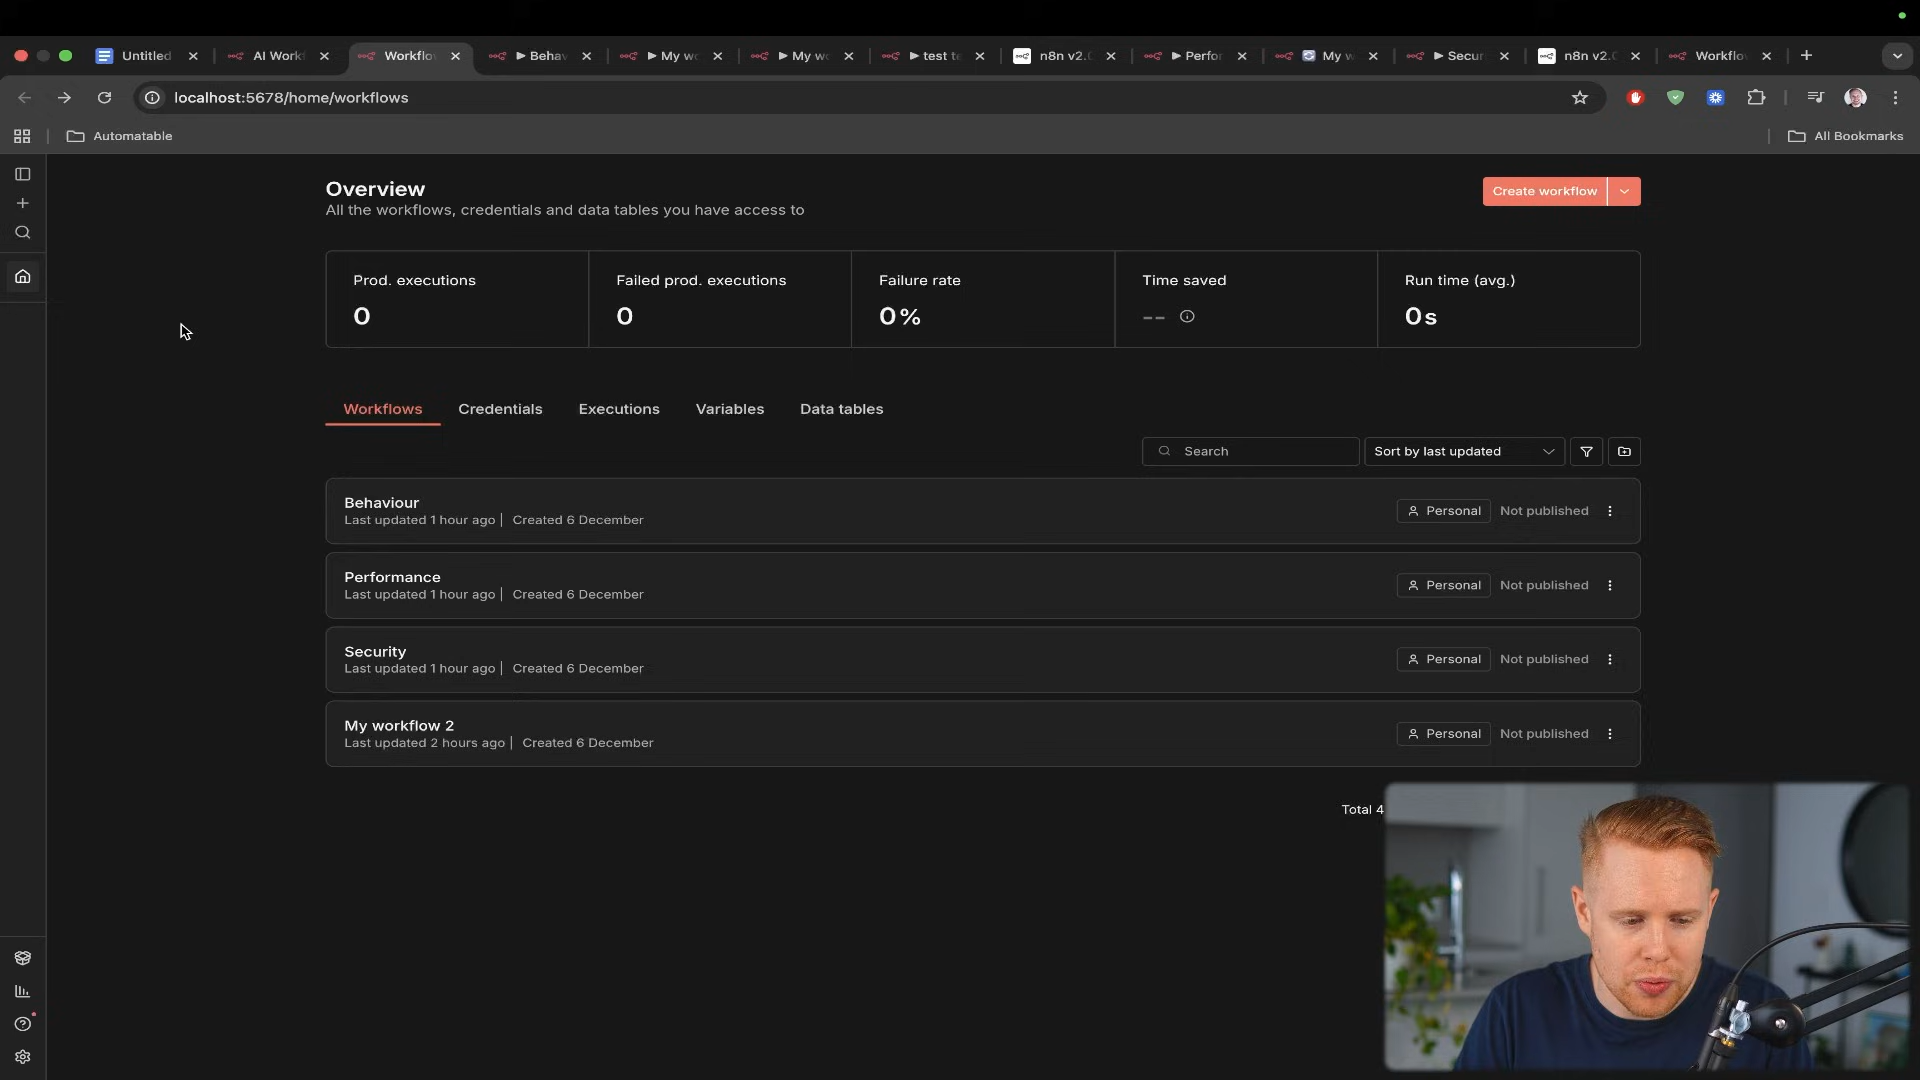 Untitled
AI Work
Workflo
Behav
My wo
My wo
test te
n8n v2.0
Perfor
My w
Secur
n8n v2.0
Workflo
localhost:5678/home/workflows
Automatable
All Bookmarks
Overview
All the workflows, credentials and data tables you have access to
Create workflow
Prod. executions
0
Failed prod. executions
0
Failure rate
0%
Time saved
--
Run time (avg.)
0s
Workflows
Credentials
Executions
Variables
Data tables
Search
Sort by last updated
Behaviour
Last updated 1 hour ago | Created 6 December
Personal
Not published
Performance
Last updated 1 hour ago | Created 6 December
Personal
Not published
Security
Last updated 1 hour ago | Created 6 December
Personal
Not published
My workflow 2
Last updated 2 hours ago | Created 6 December
Personal
Not published
Total 4